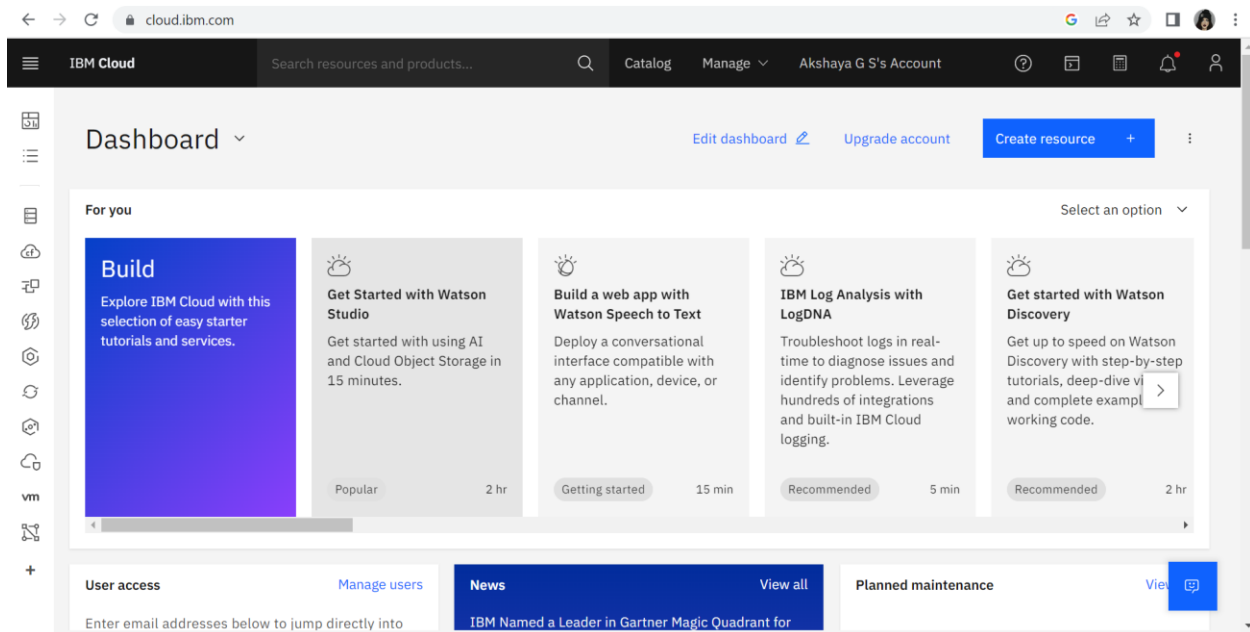 cloud.ibm.com
IBM Cloud
Search resources and products...
Catalog
Manage
Akshaya G S's Account
Dashboard
Edit dashboard
Upgrade account
Create resource +
For you
Select an option
Build
Explore IBM Cloud with this
selection of easy starter
tutorials and services.
Get Started with Watson
Studio
Get started with using AI
and Cloud Object Storage in
15 minutes.
Popular
2 hr
Build a web app with
Watson Speech to Text
Deploy a conversational
interface compatible with
any application, device, or
channel.
Getting started
15 min
IBM Log Analysis with
LogDNA
Troubleshoot logs in real-
time to diagnose issues and
identify problems. Leverage
hundreds of integrations
and built-in IBM Cloud
logging.
Recommended
5 min
Get started with Watson
Discovery
Get up to speed on Watson
Discovery with step-by-step
tutorials, deep-dive vi
and complete exampl
working code.
Recommended
2 hr
vm
User access
Manage users
Enter email addresses below to jump directly into
News
View all
IBM Named a Leader in Gartner Magic Quadrant for
Planned maintenance